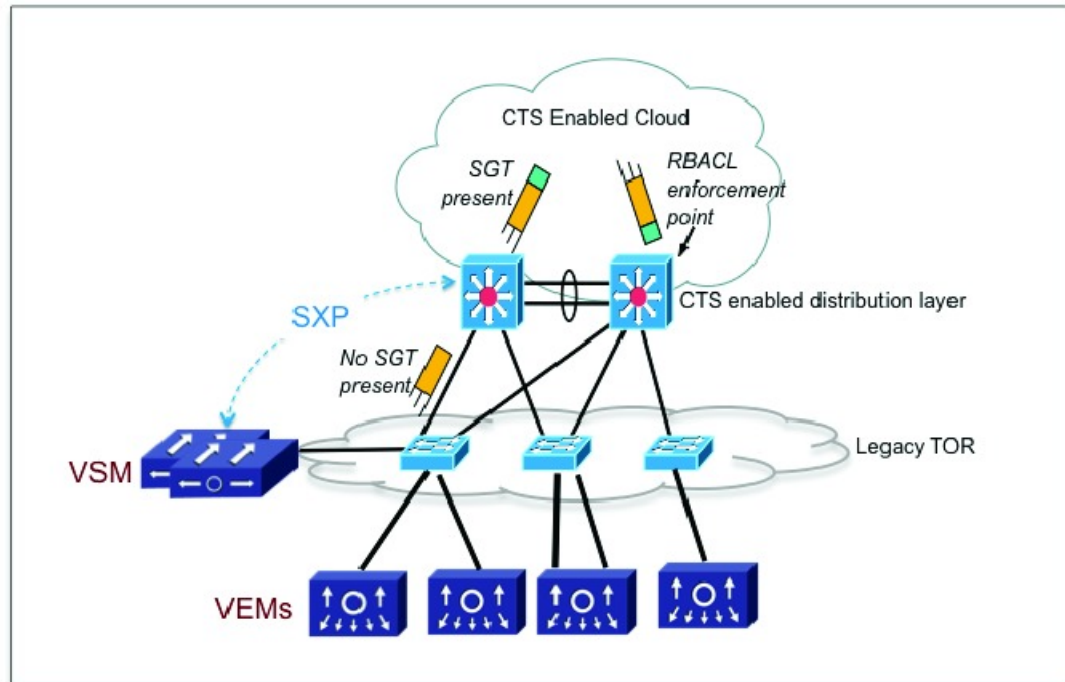 CTS Enabled Cloud
SGT
present
RBACL
enforcement
point
CTS enabled distribution layer
SXP
No SGT
present
VSM
Legacy TOR
VEMs